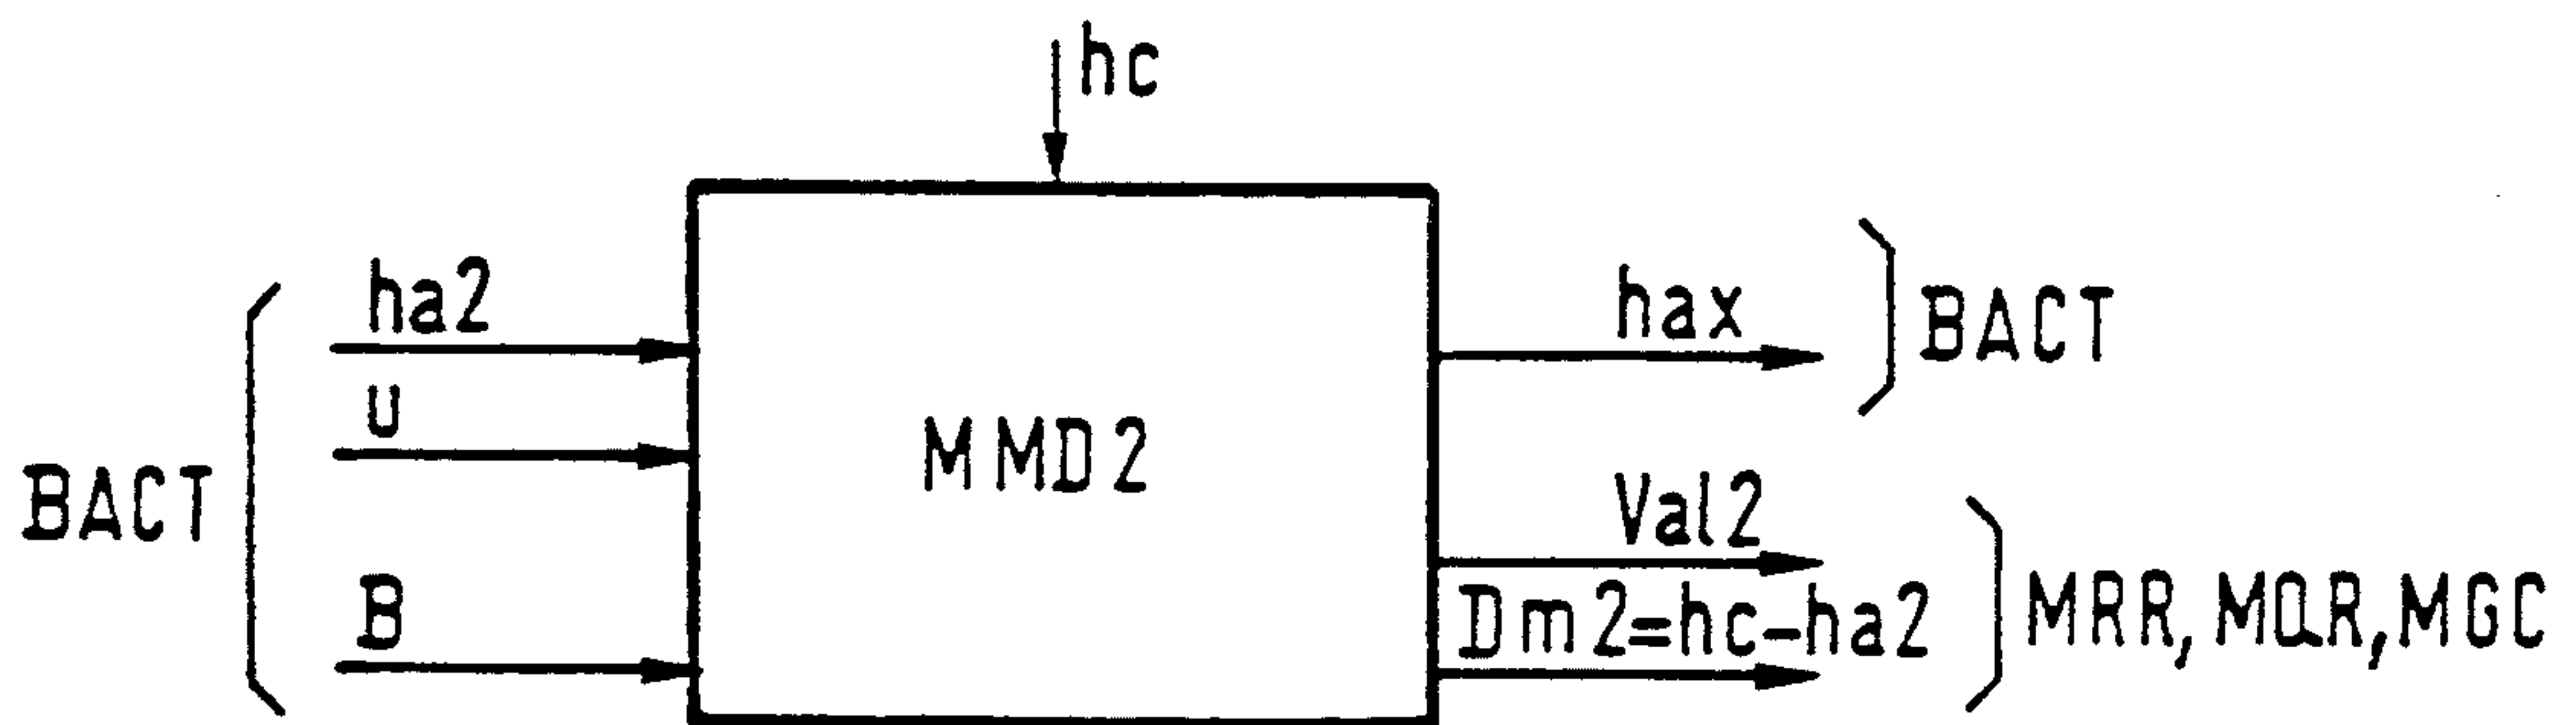 hc
ha2
hax
BACT
u
MMD2
BACT
Val2
B
Dm2=hc-ha2
MRR, MQR, MGC